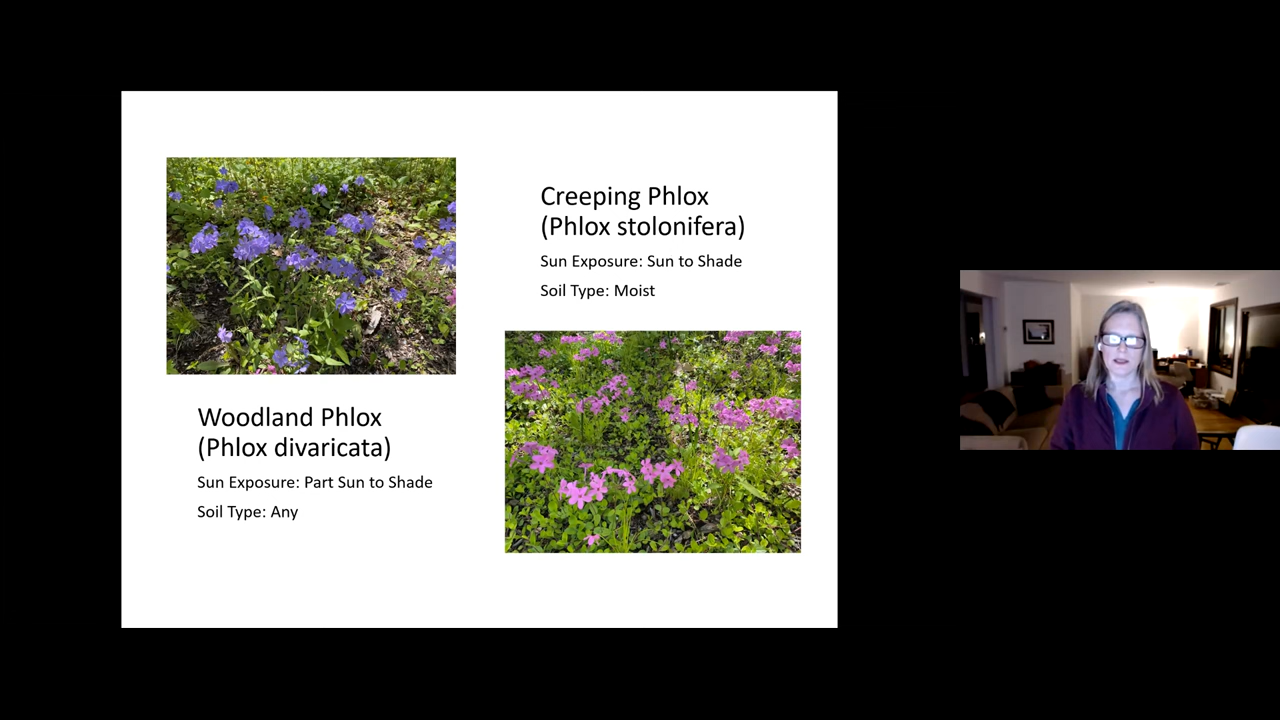 Woodland Phlox
(Phlox divaricata)
Sun Exposure: Part Sun to Shade
Soil Type: Any
Creeping Phlox
(Phlox stolonifera)
Sun Exposure: Sun to Shade
Soil Type: Moist